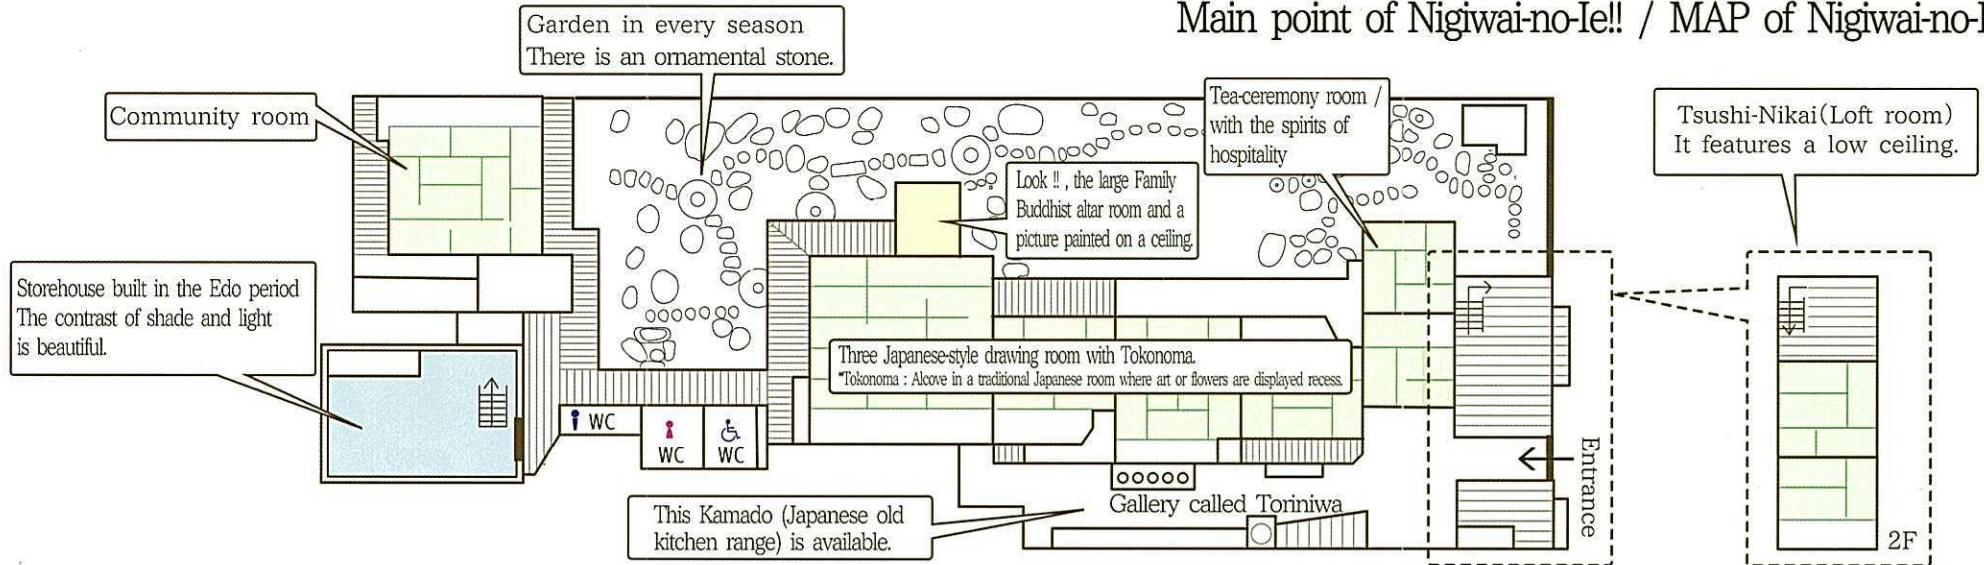 Main point of Nigiwai-no-Ie!! / MAP of Nigiwai-no-I
Garden in every season
There is an ornamental stone.
Community room
Tea-ceremony room /
with the spirits of
hospitality
Tsushi-Nikai(Loft room)
It features a low ceiling.
Look !! , the large Family
Buddhist altar room and a
picture painted on a ceiling.
Storehouse built in the Edo period
The contrast of shade and light
is beautiful.
Three Japanese-style drawing room with Tokonoma.
*Tokonoma : Alcove in a traditional Japanese room where art or flowers are displayed recess.
WC
WC
WC
Entrance
Gallery called Toriniwa
This Kamado (Japanese old
kitchen range) is available.
2F